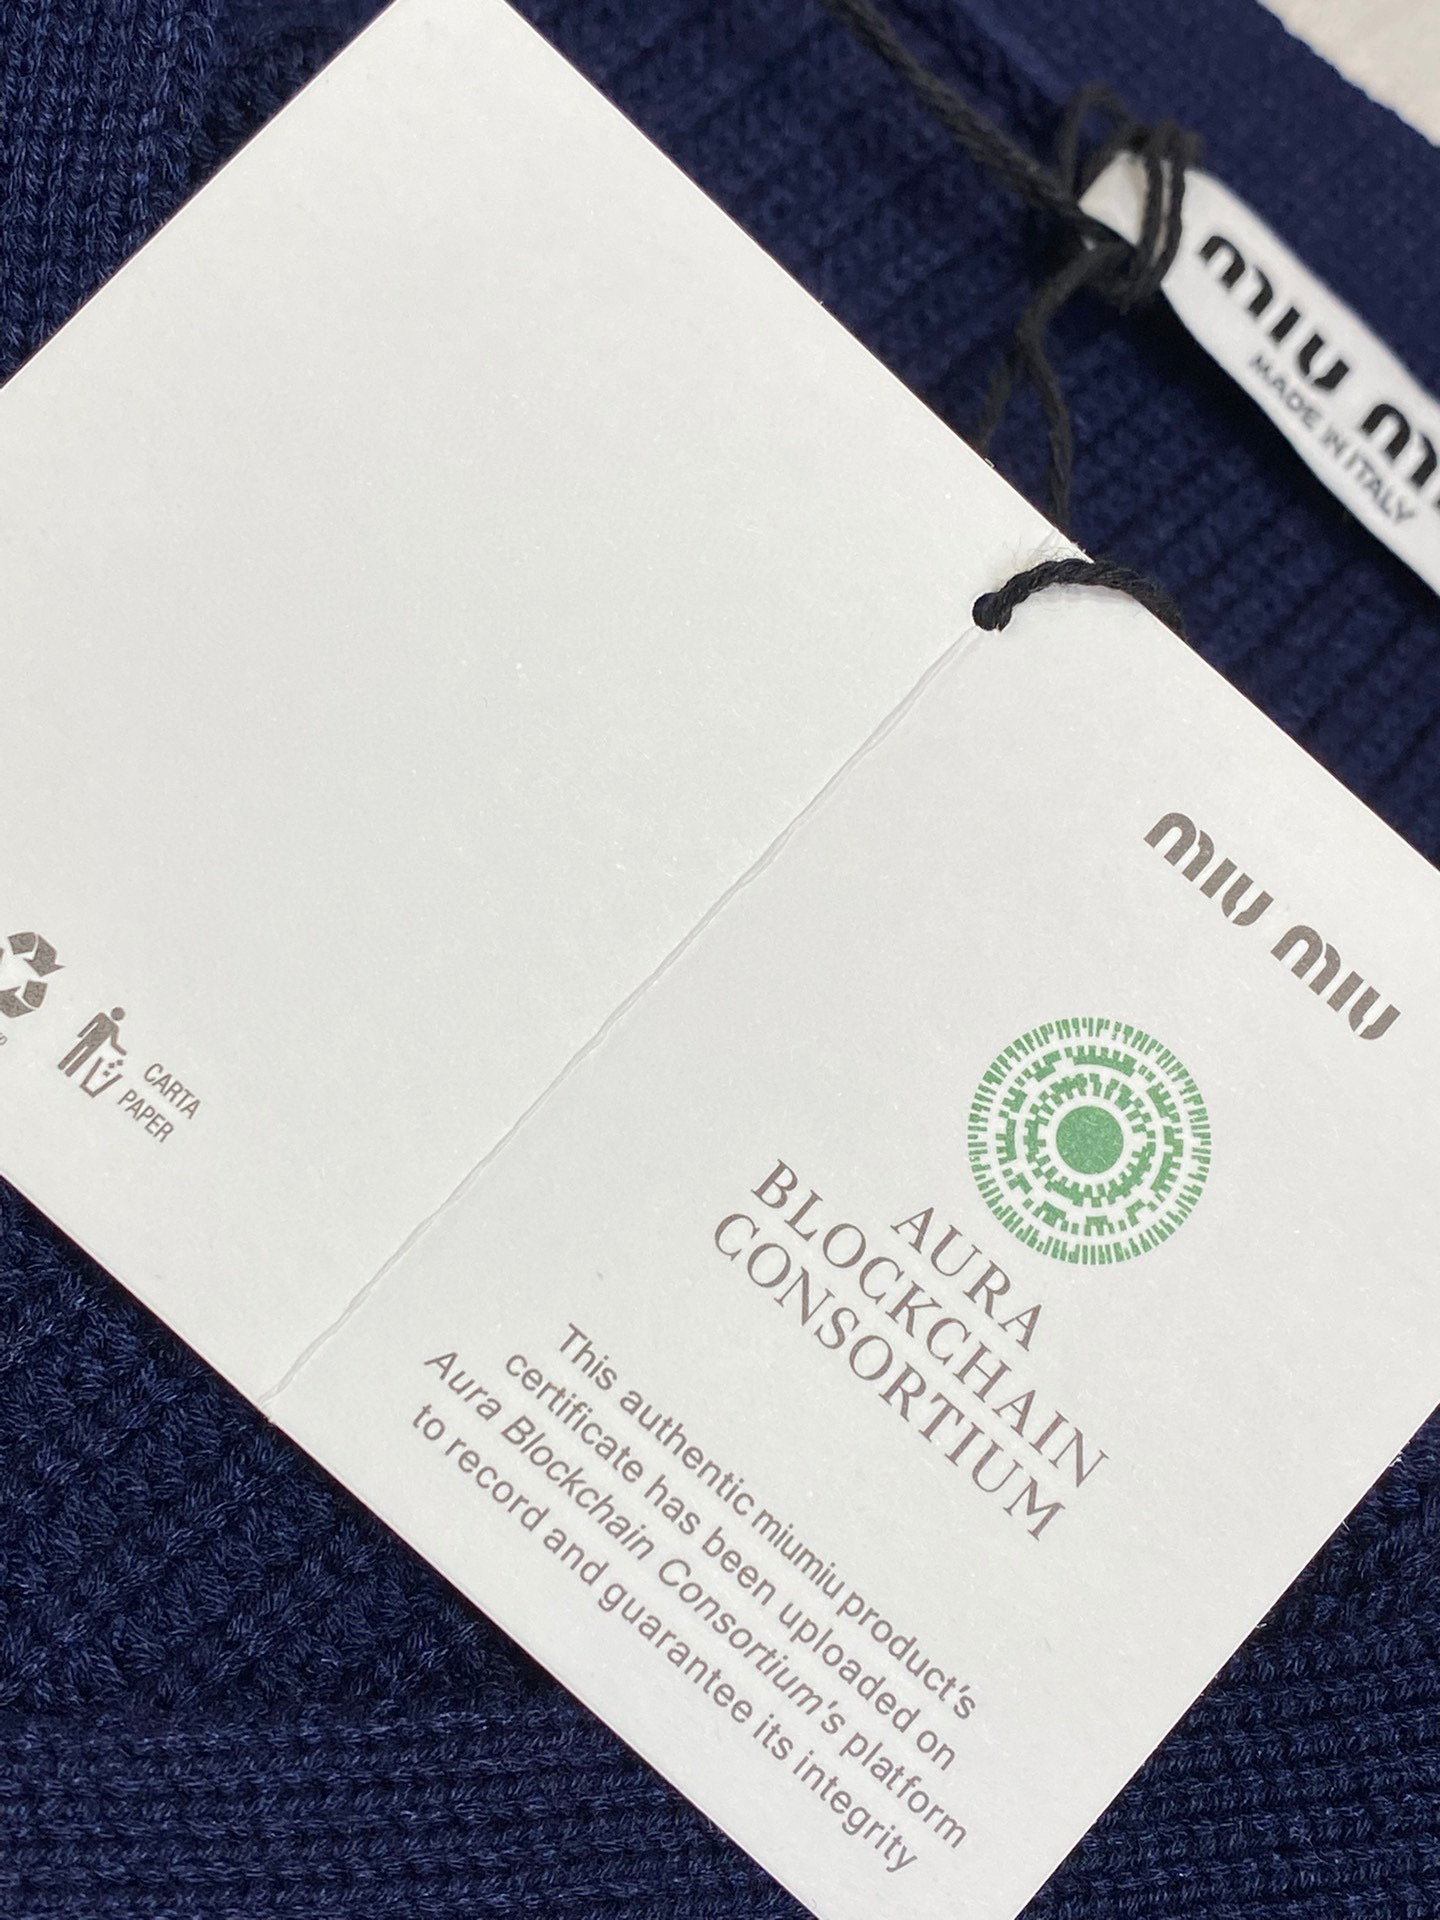 MIU MI
MADE IN ITALY
MIU MIU
AURA
BLOCKCHAIN
CONSORTIUM
This authentic miumiu product's
certificate has been uploaded on
Aura Blockchain Consortium's platform
to record and guarantee its integrity
CARTA
PAPER